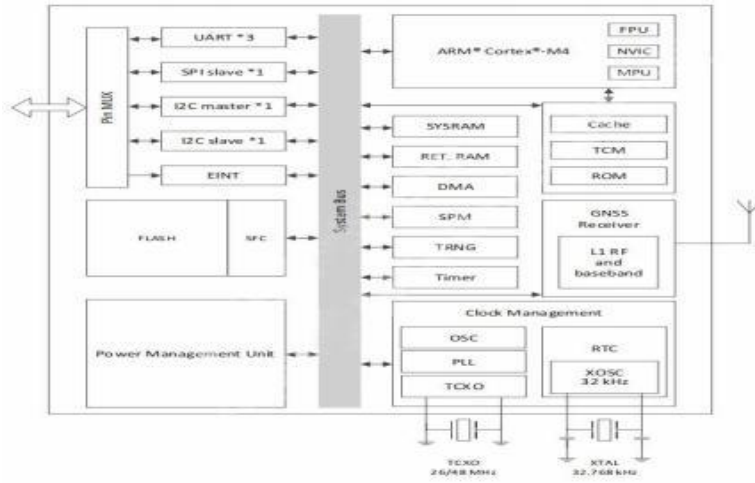 UART *3
SPI slave *1
I2C master *1
I2C slave *1
EINT
Pin MUX
FLASH
SFC
Power Management Unit
System Bus
ARM® Cortex®-M4
FPU
NVIC
MPU
SYSRAM
RET. RAM
DMA
SPM
TRNG
Timer
Cache
TCM
ROM
GNSS
Receiver
L1 RF
and
baseband
Clock Management
OSC
PLL
TCXO
RTC
XOSC
32 kHz
TCXO
26/48 MHz
XTAL
32.768 kHz